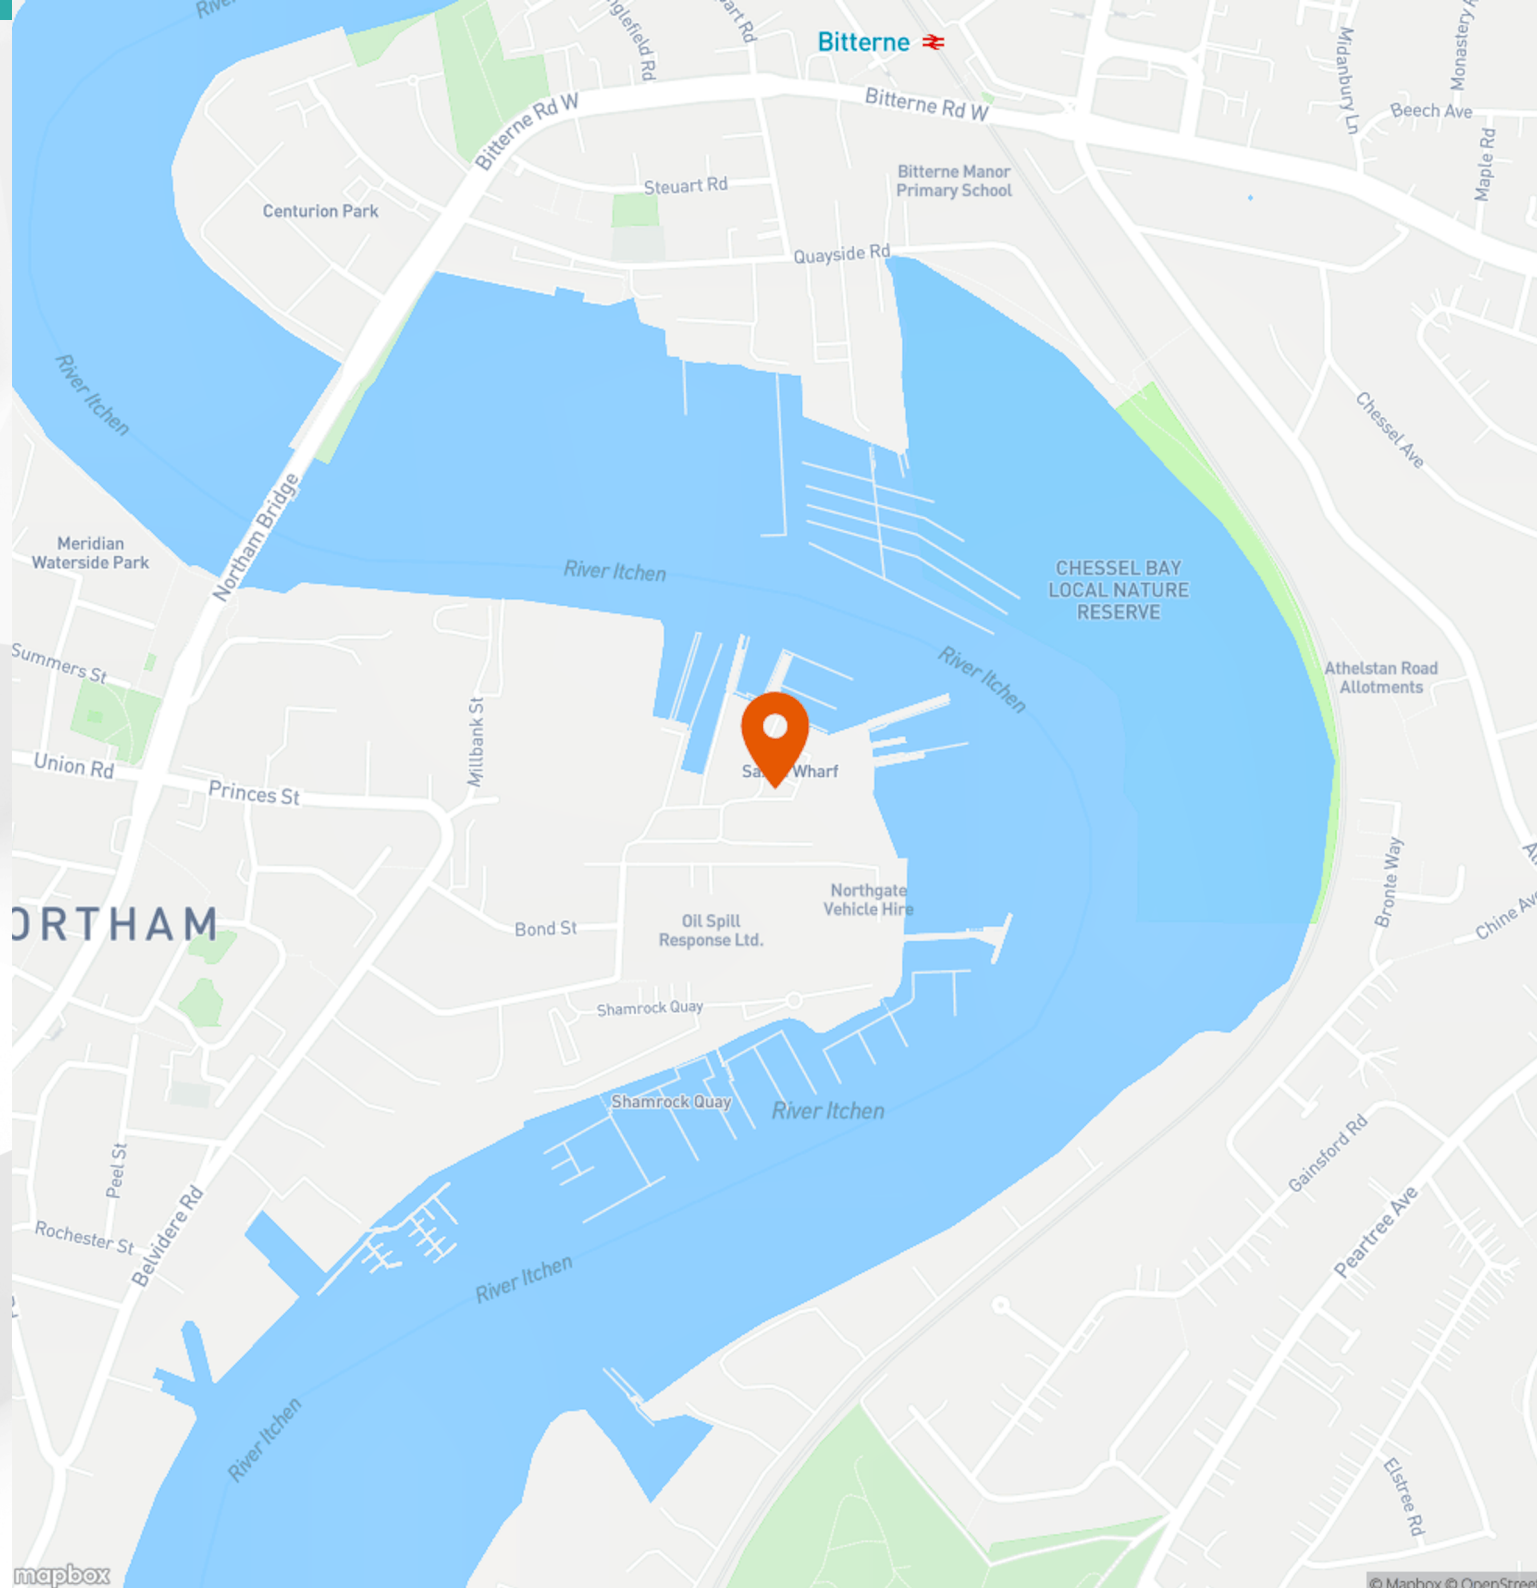 River
Inglefield Rd
Bitterne
Midanbury Ln
Bitterne Rd W
Bitterne Rd W
Beech Ave
Maple Rd
Steuart Rd
Bitterne Manor
Primary School
Centurion Park
Quayside Rd
River Itchen
Chessel Ave
Northam Bridge
Meridian
Waterside Park
River Itchen
CHESSEL BAY
LOCAL NATURE
RESERVE
Summers St
River Itchen
Athelstan Road
Allotments
Millbank St
Union Rd
Wharf
Princes St
Bronte Way
Northgate
Vehicle Hire
ORTHAM
Bond St
Oil Spill
Response Ltd.
Chine Ave
Shamrock Quay
Shamrock Quay
River Itchen
Peel St
Gainsford Rd
Belvidere Rd
Rochester St
Peartree Ave
River Itchen
River Itchen
Elstree Rd
mapbox
© Mapbox © OpenStree